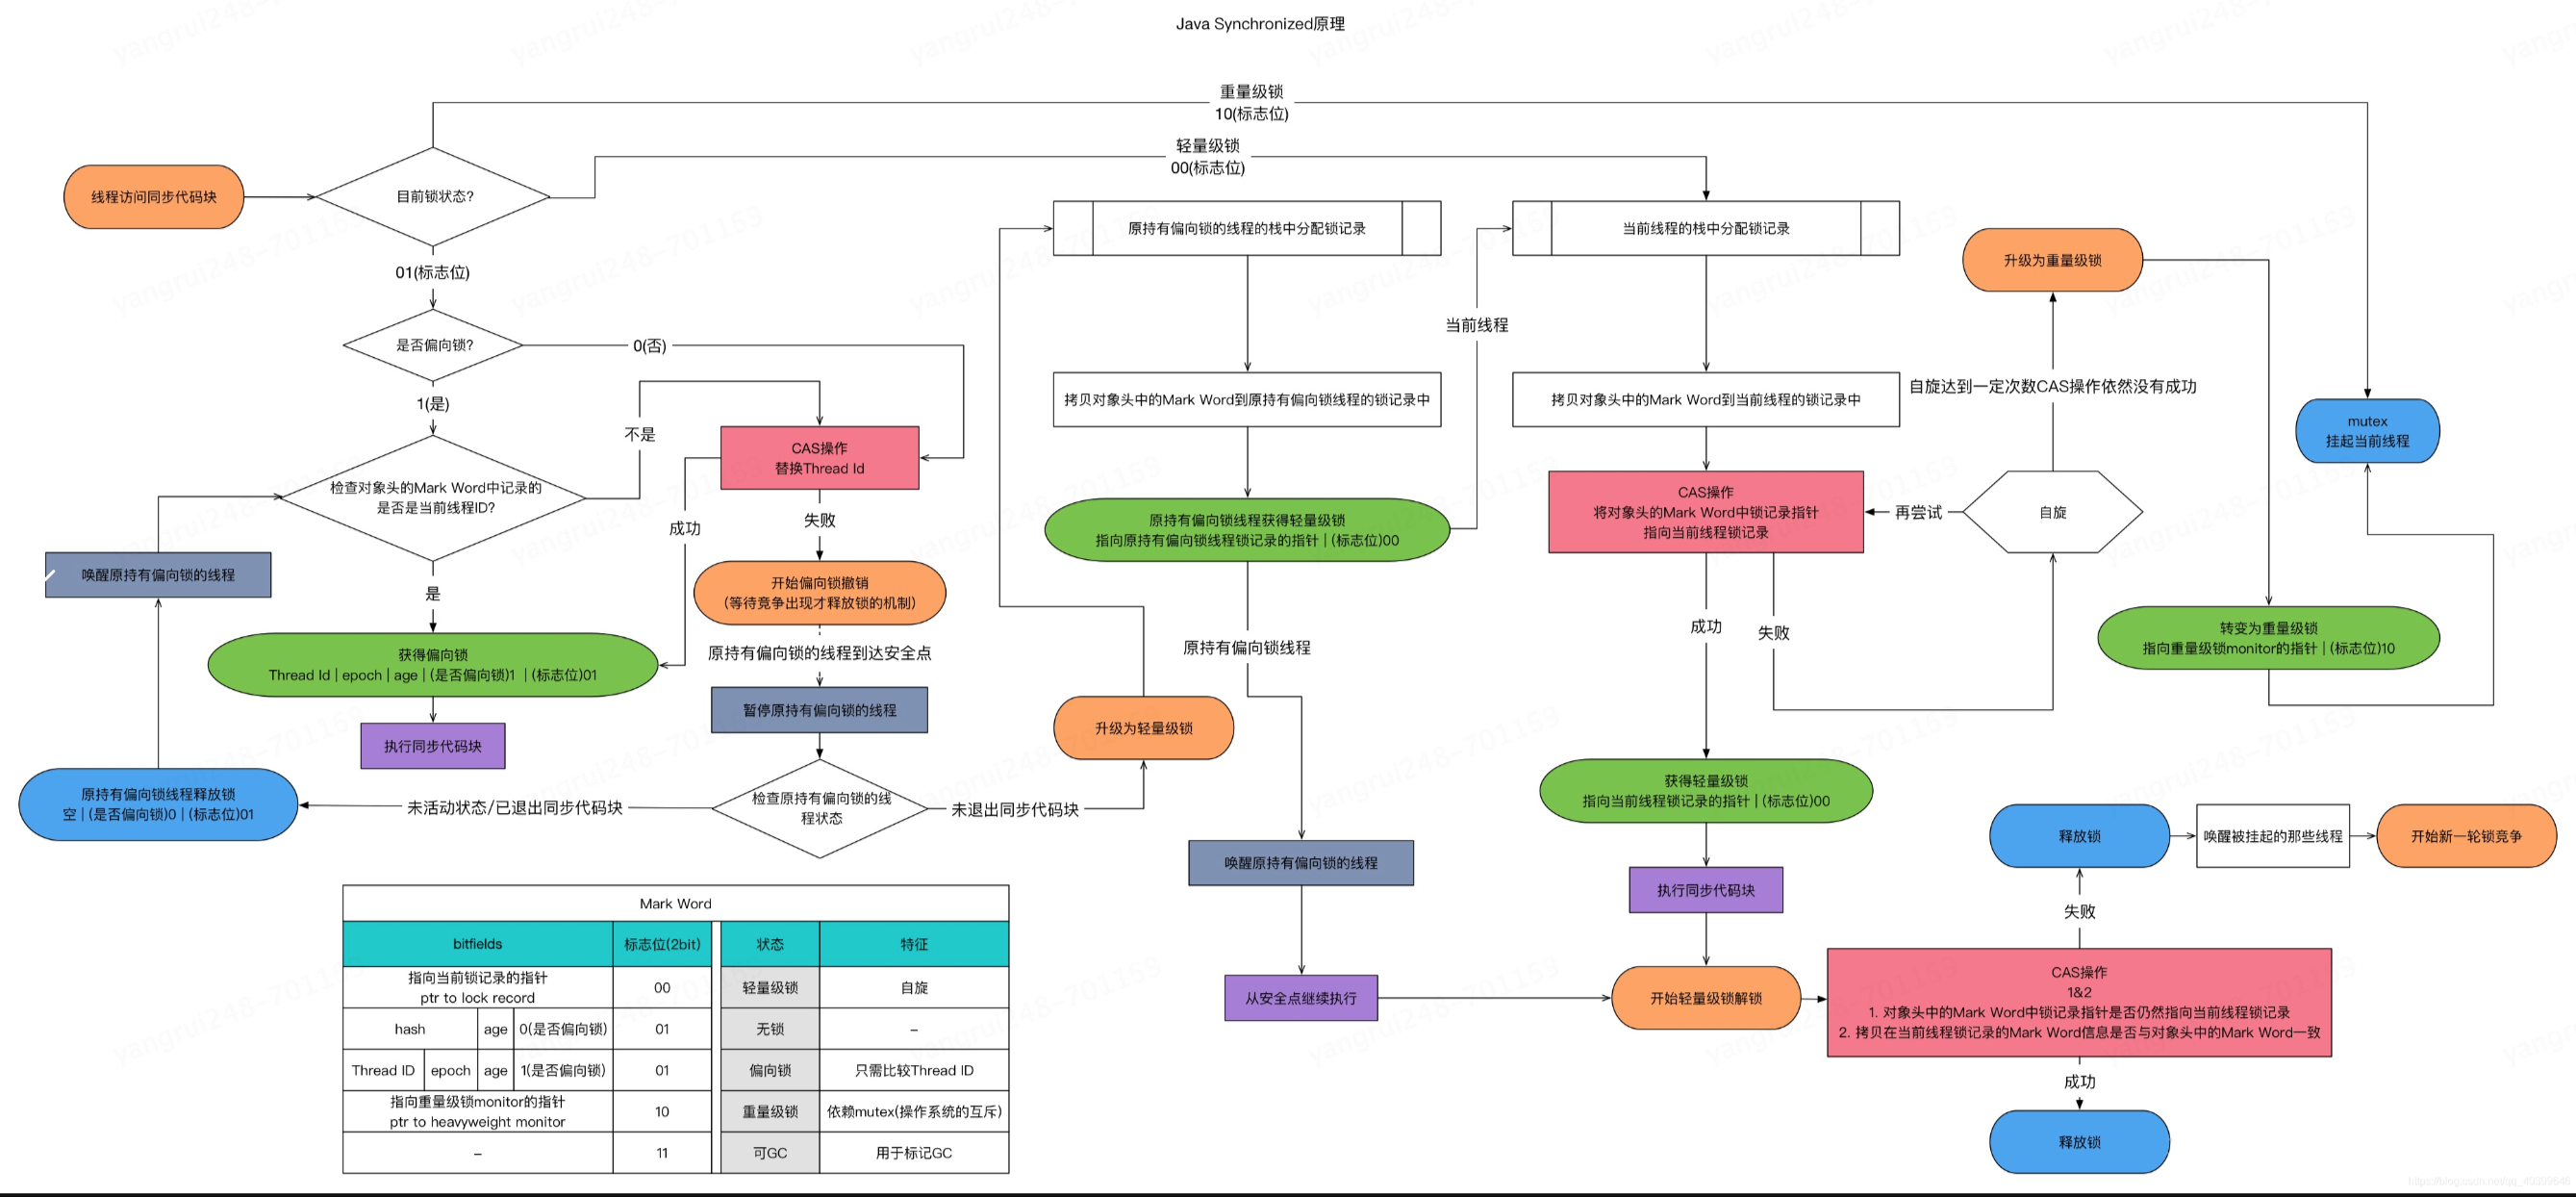 Java Synchronized原理
重量级锁
10(标志位)
轻量级锁
00(标志位)
线程访问同步代码块
目前锁状态?
01(标志位)
是否偏向锁?
0(否)
1(是)
不是
检查对象头的Mark Word中记录的
是否是当前线程ID?
CAS操作
替换Thread Id
成功
失败
是
唤醒原持有偏向锁的线程
开始偏向锁撤销
(等待竞争出现才释放锁的机制)
获得偏向锁
Thread Id | epoch | age | (是否偏向锁)1 | (标志位)01
原持有偏向锁的线程到达安全点
暂停原持有偏向锁的线程
执行同步代码块
原持有偏向锁线程释放锁
空 | (是否偏向锁)0 | (标志位)01
未活动状态/已退出同步代码块
检查原持有偏向锁的线
程状态
未退出同步代码块
升级为轻量级锁
原持有偏向锁的线程的栈中分配锁记录
拷贝对象头中的Mark Word到原持有偏向锁线程的锁记录中
原持有偏向锁线程获得轻量级锁
指向原持有偏向锁线程锁记录的指针 | (标志位)00
当前线程
原持有偏向锁线程
唤醒原持有偏向锁的线程
从安全点继续执行
当前线程的栈中分配锁记录
拷贝对象头中的Mark Word到当前线程的锁记录中
CAS操作
将对象头的Mark Word中锁记录指针
指向当前线程锁记录
再尝试
自旋
自旋达到一定次数CAS操作依然没有成功
升级为重量级锁
mutex
挂起当前线程
转变为重量级锁
指向重量级锁monitor的指针 | (标志位)10
成功
失败
获得轻量级锁
指向当前线程锁记录的指针 | (标志位)00
执行同步代码块
开始轻量级锁解锁
CAS操作
1&2
1. 对象头中的Mark Word中锁记录指针是否仍然指向当前线程锁记录
2. 拷贝在当前线程锁记录的Mark Word信息是否与对象头中的Mark Word一致
失败
释放锁
唤醒被挂起的那些线程
开始新一轮锁竞争
成功
释放锁
Mark Word
bitfields 标志位(2bit) 状态 特征
指向当前锁记录的指针
ptr to lock record 00 轻量级锁 自旋
hash age 0(是否偏向锁) 01 无锁 –
Thread ID epoch age 1(是否偏向锁) 01 偏向锁 只需比较Thread ID
指向重量级锁monitor的指针
ptr to heavyweight monitor 10 重量级锁 依赖mutex(操作系统的互斥)
– 11 可GC 用于标记GC
yangrui248-701159